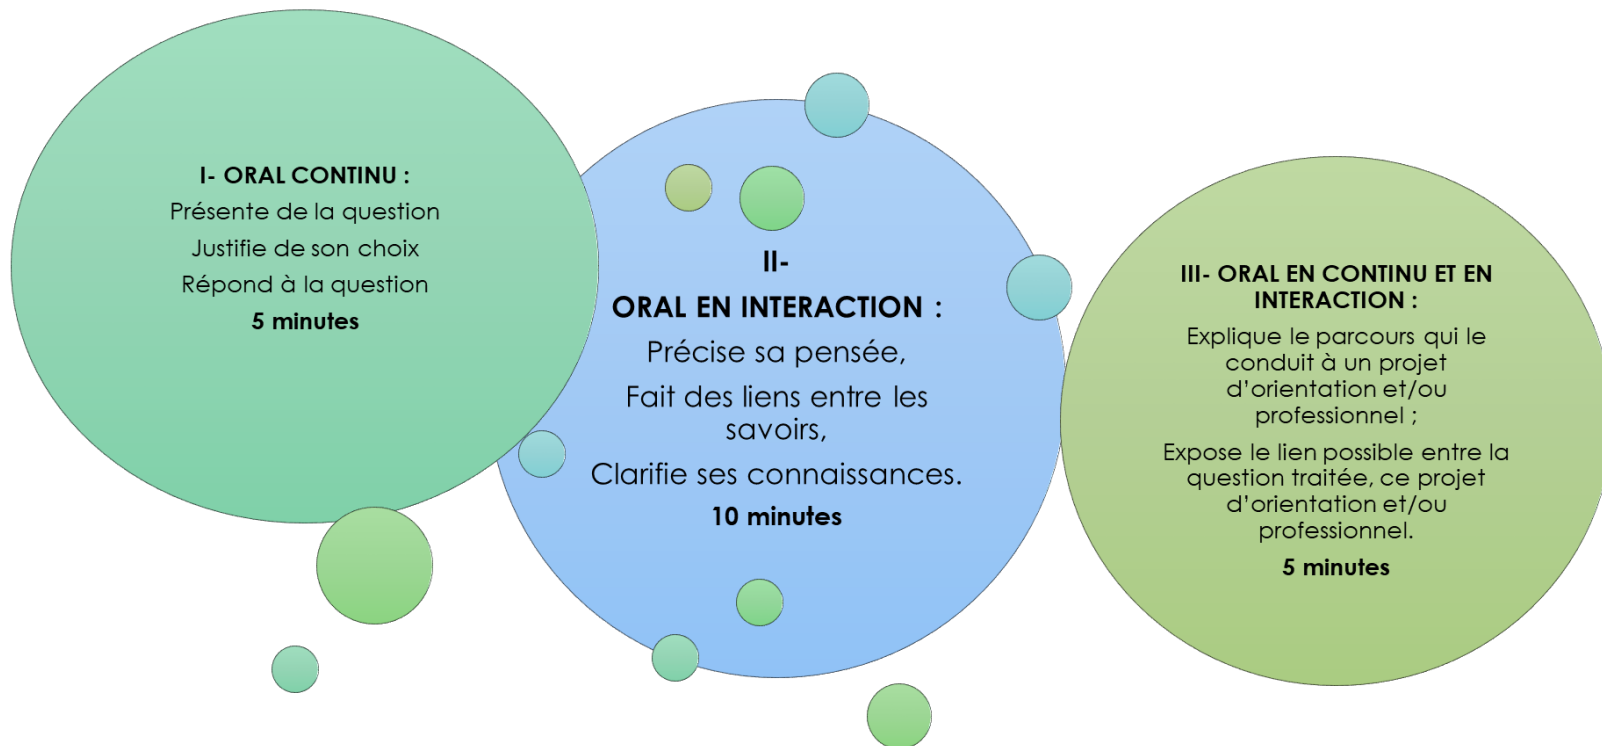 I- ORAL CONTINU :
Présente de la question
Justifie de son choix
Répond à la question
5 minutes
II-
ORAL EN INTERACTION :
Précise sa pensée,
Fait des liens entre les
savoirs,
Clarifie ses connaissances.
10 minutes
III- ORAL EN CONTINU ET EN
INTERACTION :
Explique le parcours qui le
conduit à un projet
d'orientation et/ou
professionnel ;
Expose le lien possible entre la
question traitée, ce projet
d'orientation et/ou
professionnel.
5 minutes